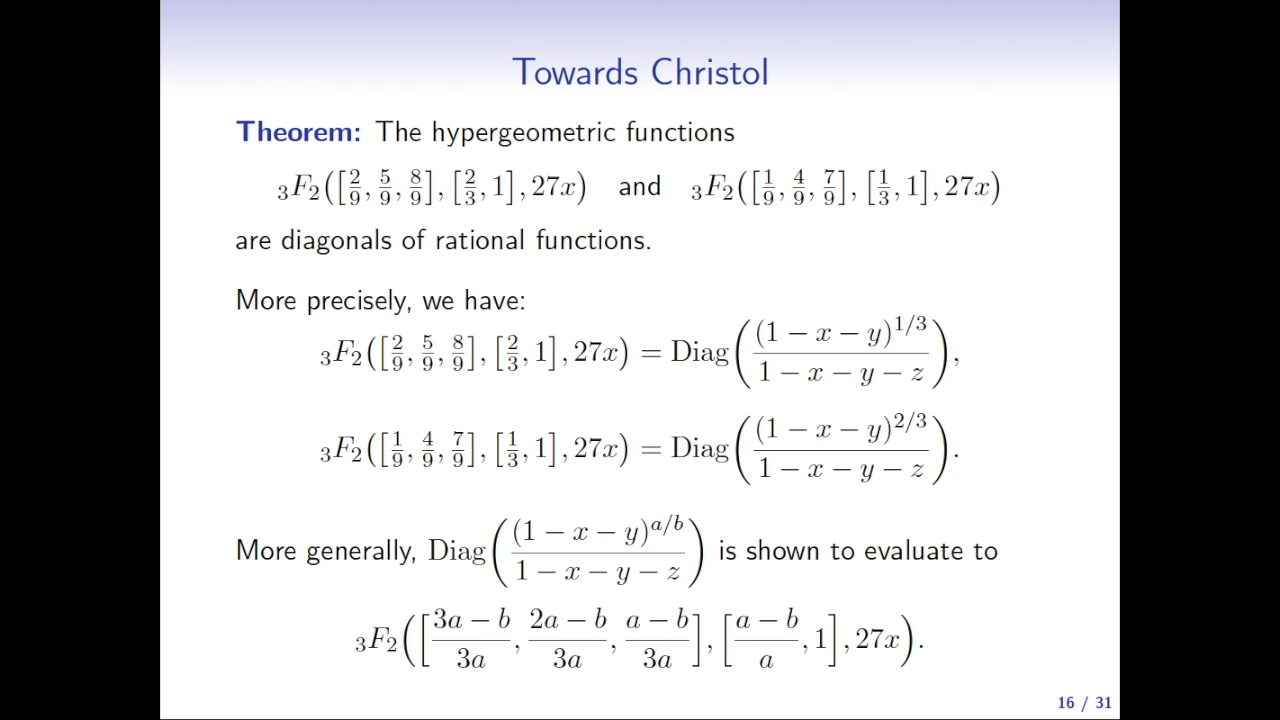 Towards Christol
Theorem: The hypergeometric functions
₃F₂([2/9, 5/9, 8/9], [2/3, 1], 27x) and ₃F₂([1/9, 4/9, 7/9], [1/3, 1], 27x)
are diagonals of rational functions.
More precisely, we have:
₃F₂([2/9, 5/9, 8/9], [2/3, 1], 27x) = Diag((1 − x − y)^{1/3} / (1 − x − y − z)),
₃F₂([1/9, 4/9, 7/9], [1/3, 1], 27x) = Diag((1 − x − y)^{2/3} / (1 − x − y − z)).
More generally, Diag((1 − x − y)^{a/b} / (1 − x − y − z)) is shown to evaluate to
₃F₂([(3a − b)/3a, (2a − b)/3a, (a − b)/3a], [(a − b)/a, 1], 27x).
16 / 31